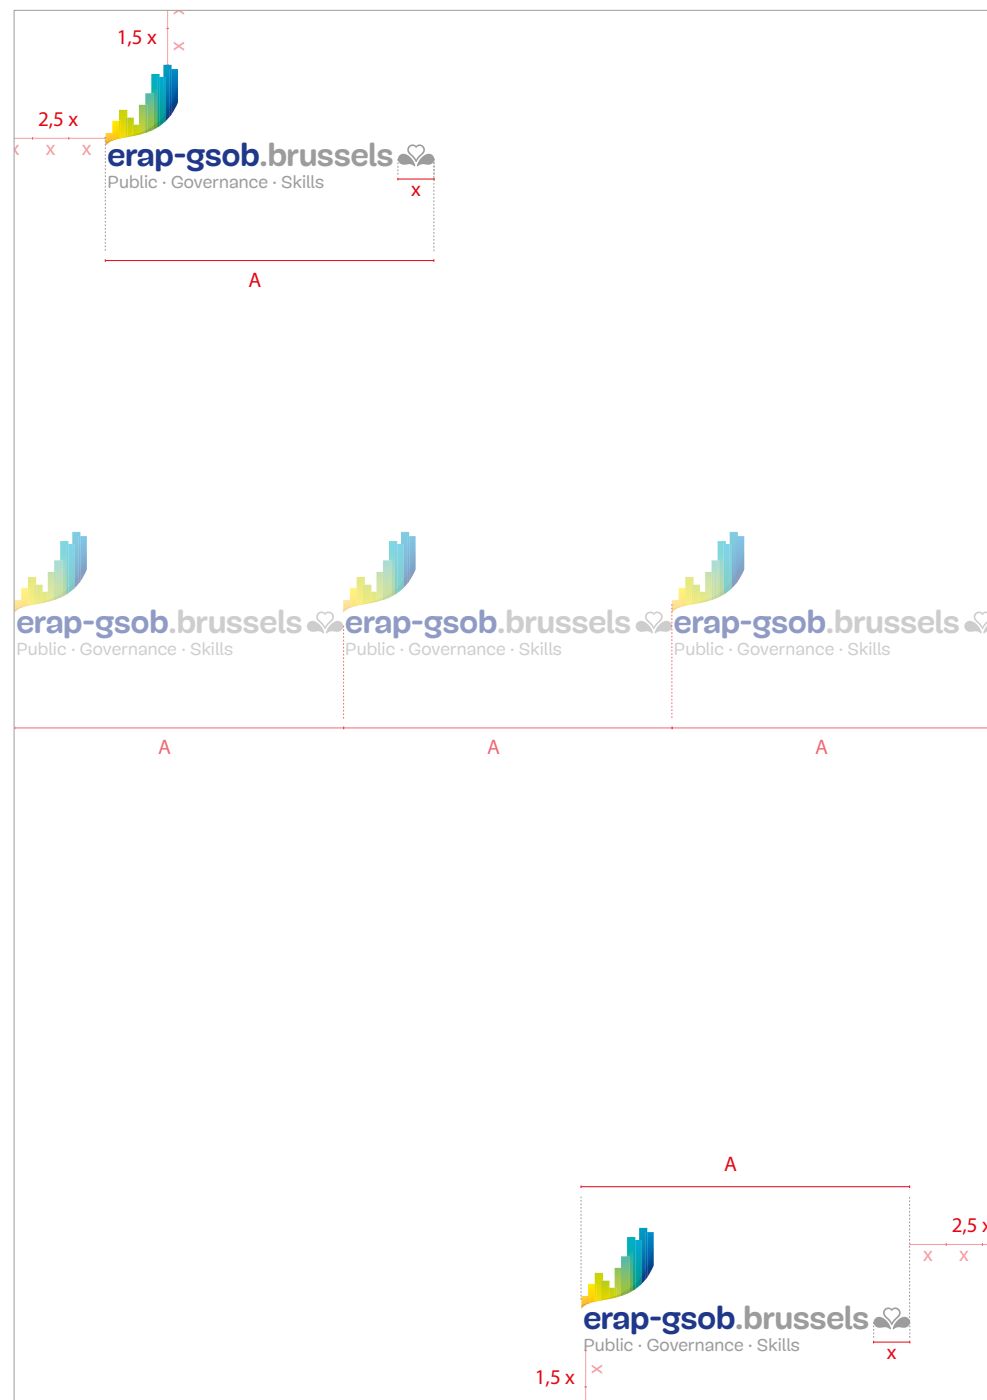 x
1,5 x
x
2,5 x
x x x
erap-gsob.brussels
Public · Governance · Skills
x
A
erap-gsob.brussels erap-gsob.brussels erap-gsob.brussels
Public · Governance · Skills Public · Governance · Skills Public · Governance · Skills
A A A
A
2,5 x
x x
erap-gsob.brussels
Public · Governance · Skills
x
1,5 x
x